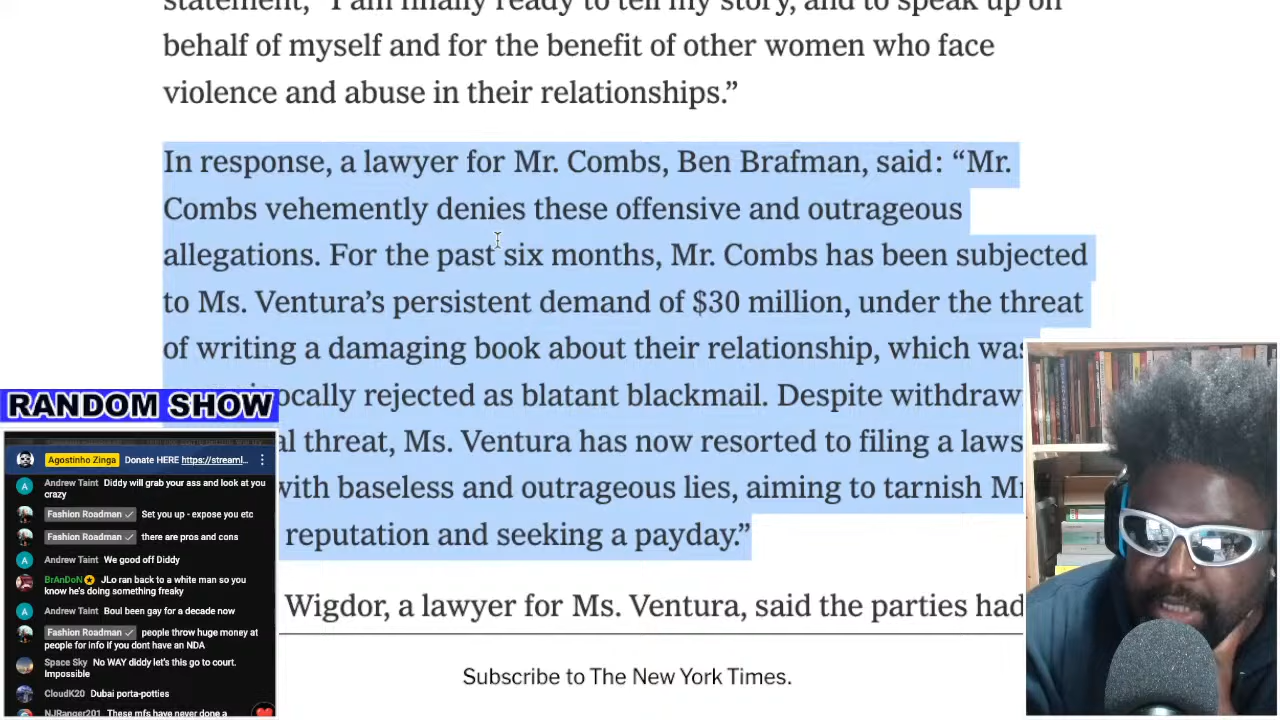 statement, “I am finally ready to tell my story, and to speak up on
behalf of myself and for the benefit of other women who face
violence and abuse in their relationships.”
In response, a lawyer for Mr. Combs, Ben Brafman, said: “Mr.
Combs vehemently denies these offensive and outrageous
allegations. For the past six months, Mr. Combs has been subjected
to Ms. Ventura’s persistent demand of $30 million, under the threat
of writing a damaging book about their relationship, which was
ocally rejected as blatant blackmail. Despite withdraw
al threat, Ms. Ventura has now resorted to filing a laws
with baseless and outrageous lies, aiming to tarnish Mr
reputation and seeking a payday.”
Wigdor, a lawyer for Ms. Ventura, said the parties had
Subscribe to The New York Times.
RANDOM SHOW
Agostinho Zinga Donate HERE https://streaml...
Andrew Taint Diddy will grab your ass and look at you
crazy
Fashion Roadman Set you up - expose you etc
Fashion Roadman there are pros and cons
Andrew Taint We good off Diddy
BrAnDoN JLo ran back to a white man so you
know he's doing something freaky
Andrew Taint Boul been gay for a decade now
Fashion Roadman people throw huge money at
people for info if you dont have an NDA
Space Sky No WAY diddy let's this go to court.
Impossible
CloudK20 Dubai porta-potties
NJRanger201 These mfs have never done a